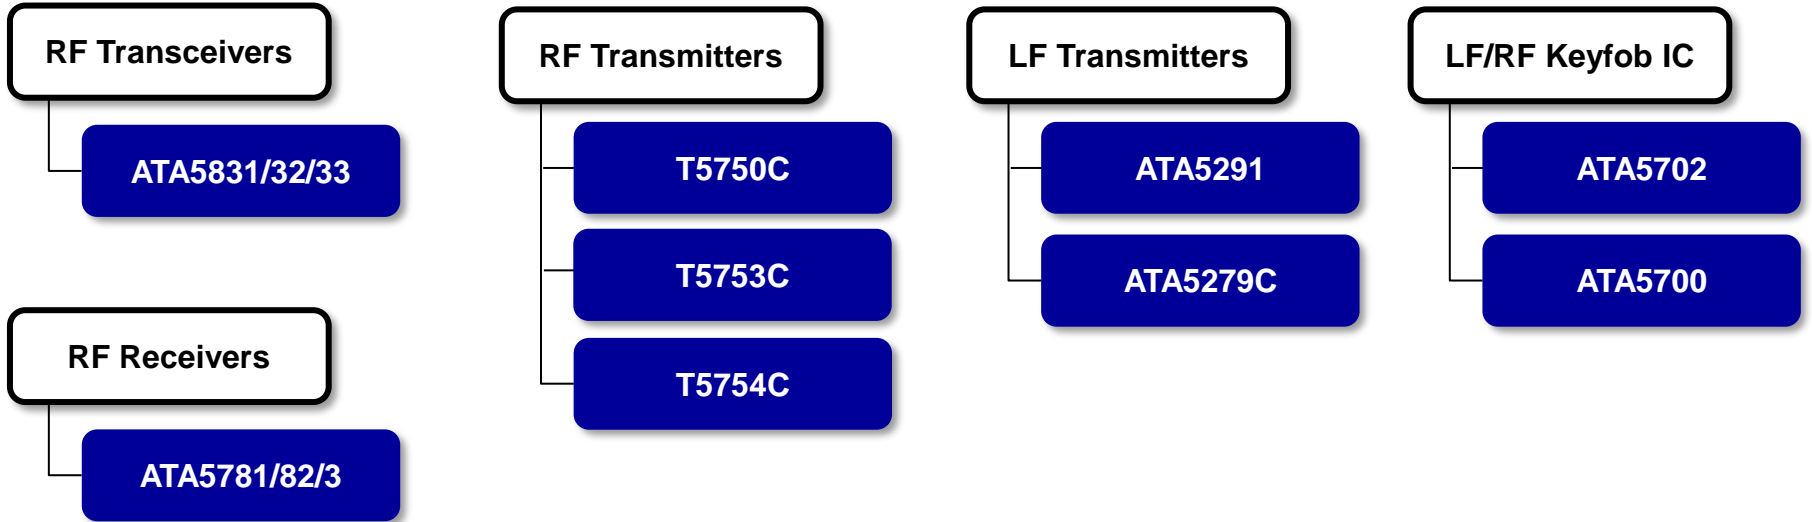 RF Transceivers
ATA5831/32/33
RF Receivers
ATA5781/82/3
RF Transmitters
T5750C
T5753C
T5754C
LF Transmitters
ATA5291
ATA5279C
LF/RF Keyfob IC
ATA5702
ATA5700